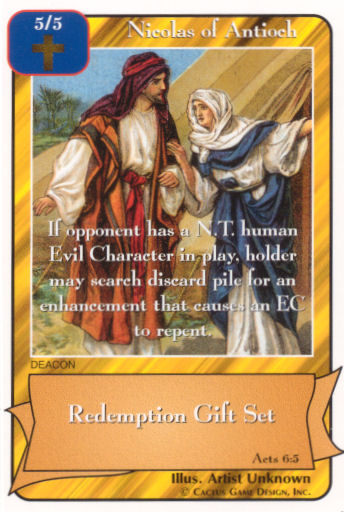 5/5
Nicolas of Antioch
If opponent has a N.T. human
Evil Character in play, holder
may search discard pile for an
enhancement that causes an EC
to repent.
DEACON
Redemption Gift Set
Acts 6:5
Illus. Artist Unknown
© Cactus Game Design, Inc.